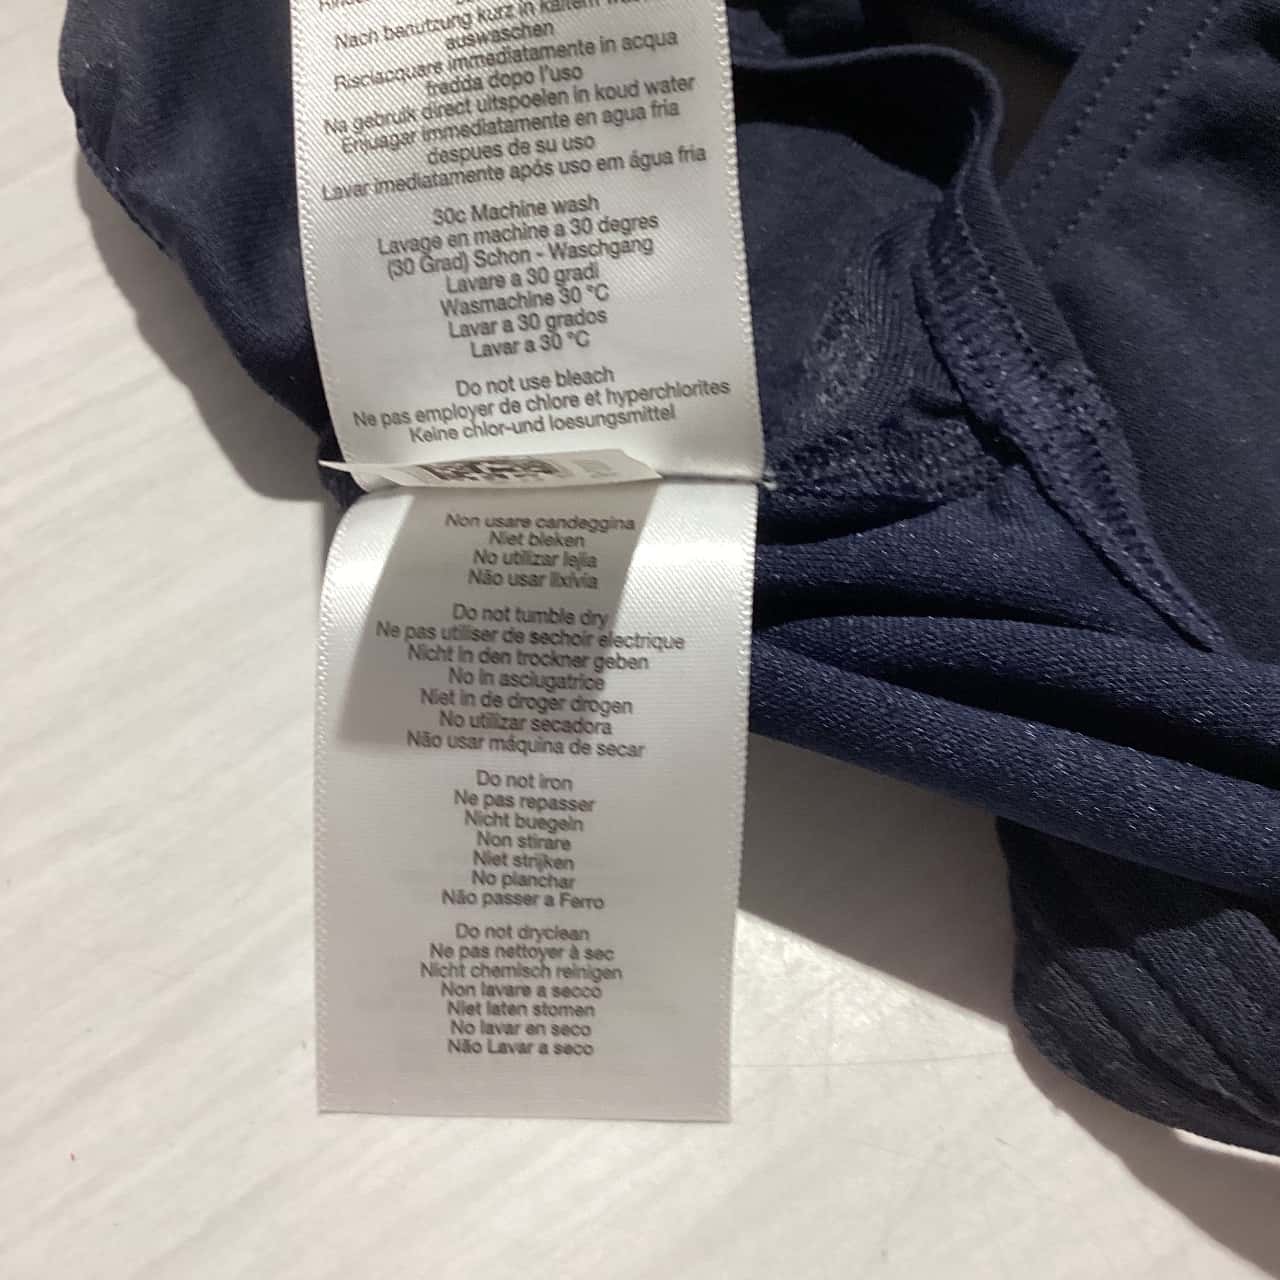 Nach benutzung kurz in kaltem
auswaschen
Risclacquare immediatamente in acqua
fredda dopo l'uso
Na gebruik direct uitspoelen in koud water
Enjuagar immediatamente en agua fria
despues de su uso
Lavar imediatamente após uso em água fria
30c Machine wash
Lavage en machine a 30 degres
(30 Grad) Schon - Waschgang
Lavare a 30 gradi
Wasmachine 30 °C
Lavar a 30 grados
Lavar a 30 °C
Do not use bleach
Ne pas employer de chlore et hyperchlorites
Keine chlor-und loesungsmittel
Non usare candeggina
Niet bleken
No utilizar lejia
Não usar lixívia
Do not tumble dry
Ne pas utiliser de sechoir electrique
Nicht in den trockner geben
No in asciugatrice
Niet in de droger drogen
No utilizar secadora
Não usar máquina de secar
Do not iron
Ne pas repasser
Nicht buegeln
Non stirare
Niet strijken
No planchar
Não passar a Ferro
Do not dryclean
Ne pas nettoyer à sec
Nicht chemisch reinigen
Non lavare a secco
Niet laten stomen
No lavar en seco
Não Lavar a seco